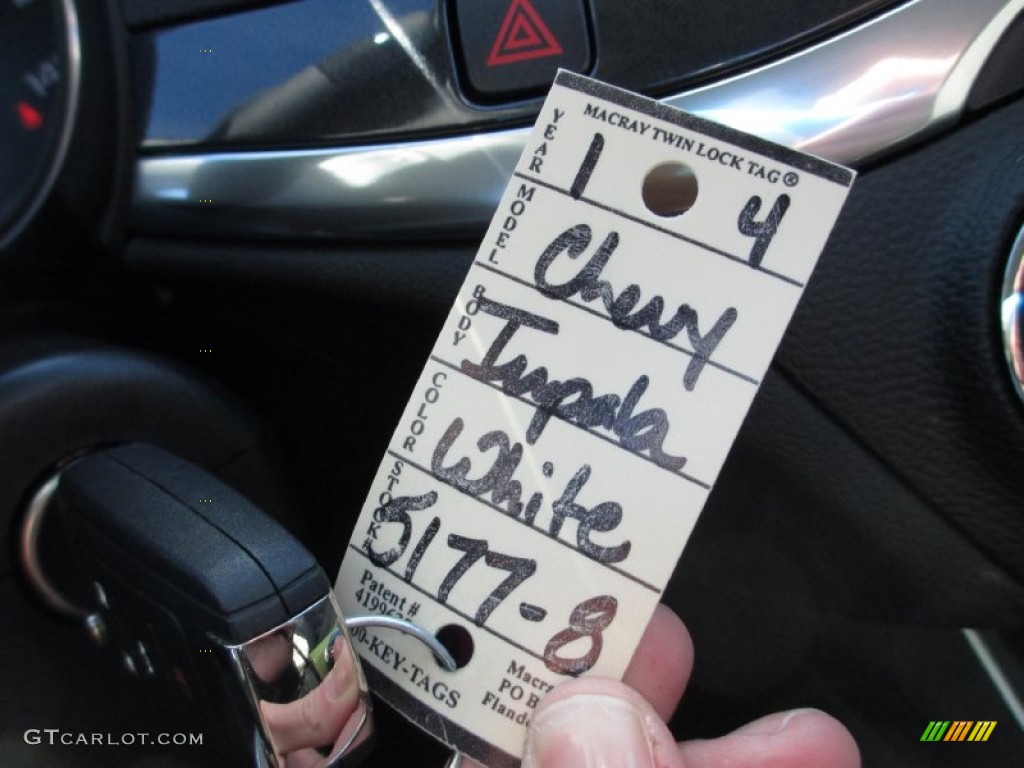 MACRAY TWIN LOCK TAG®
YEAR 1 4
MODEL Chevy
BODY Impala
COLOR White
STOCK# 5177-8
Patent #
KEY-TAGS
PO
GTCARLOT.COM